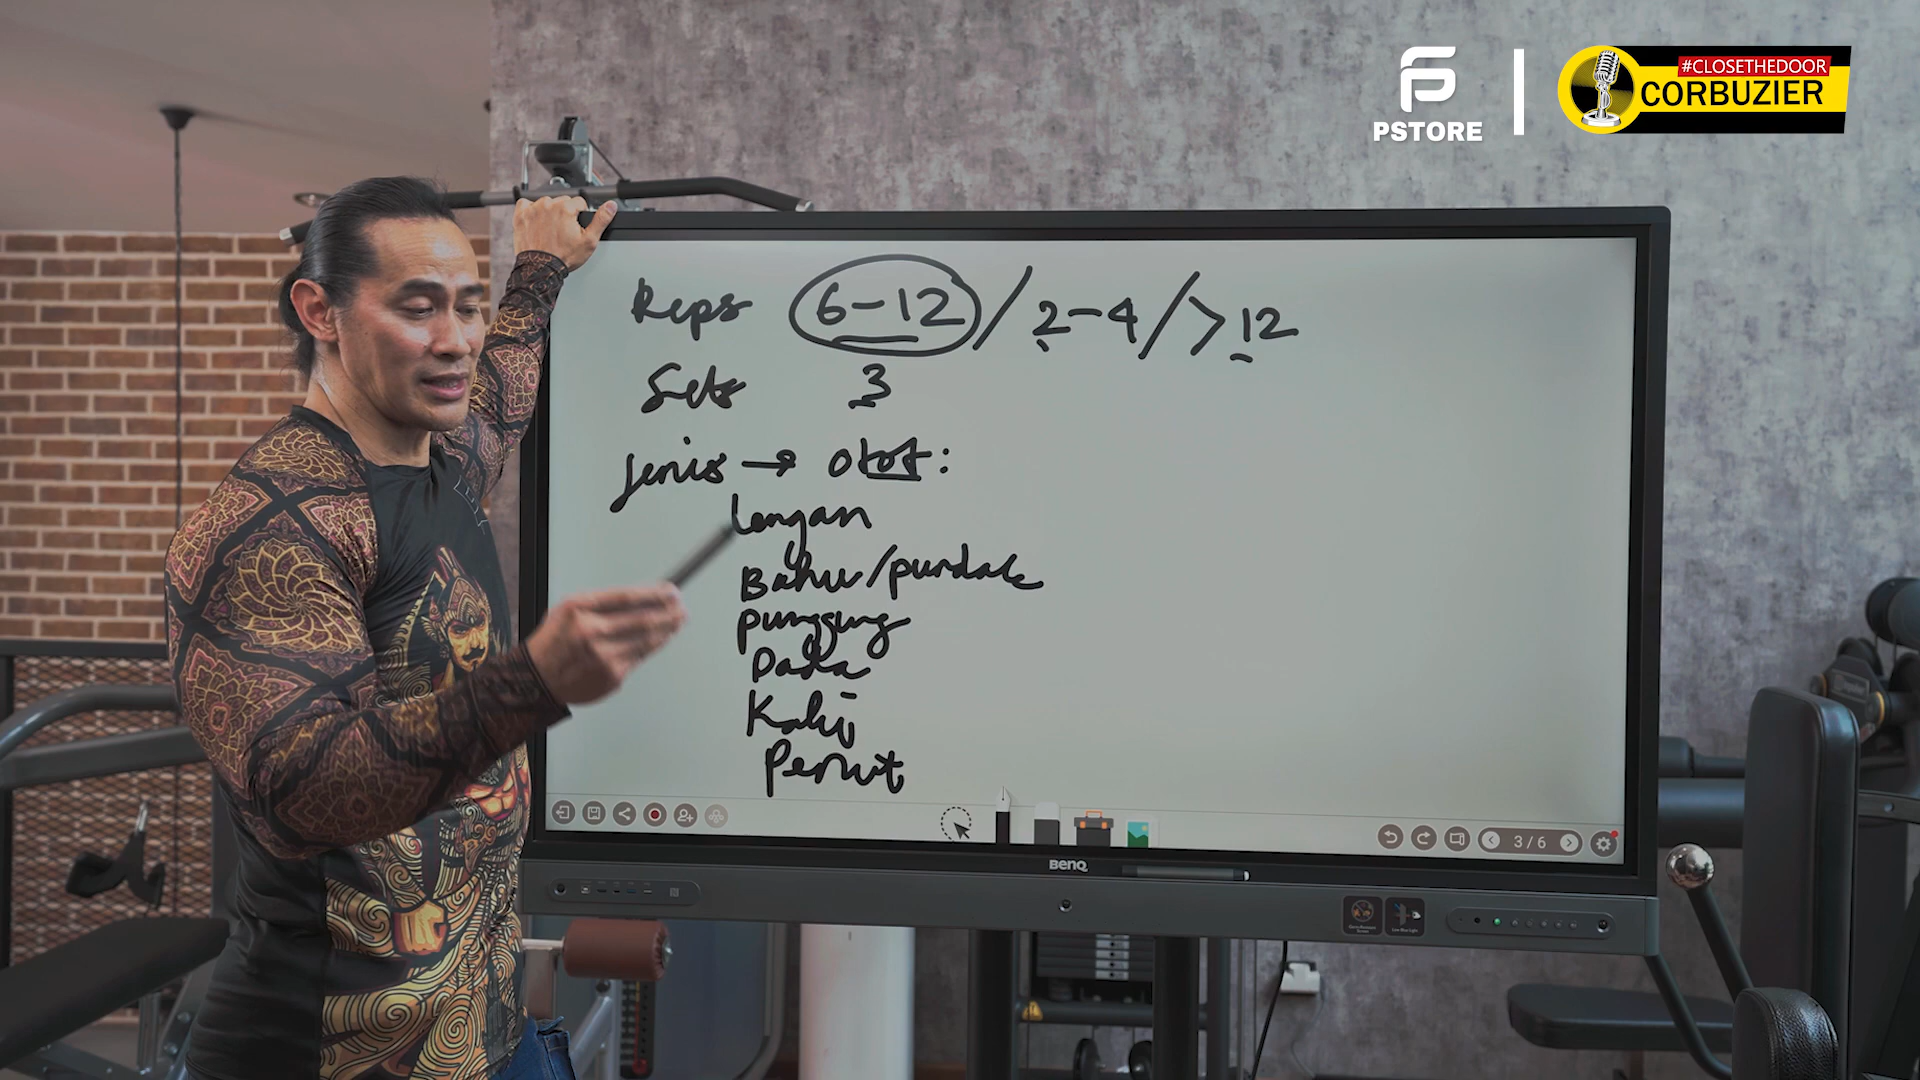 #CLOSETHEDOOR
CORBUZIER
PSTORE
Reps 6-12 / 2-4 / >12
Sets 3
Jenis → otot:
Lengan
Bahu/pundak
punggung
Dada
Kaki
Perut
3/6
BenQ